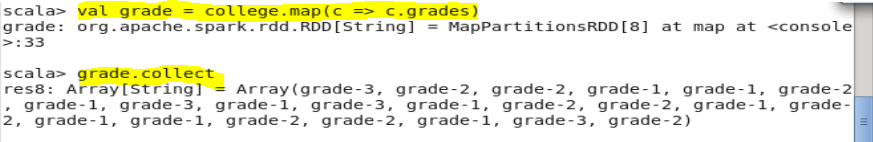 scala> val grade = college.map(c => c.grades)
grade: org.apache.spark.rdd.RDD[String] = MapPartitionsRDD[8] at map at <console
>:33
scala> grade.collect
res8: Array[String] = Array(grade-3, grade-2, grade-2, grade-1, grade-1, grade-2
, grade-1, grade-3, grade-1, grade-3, grade-1, grade-2, grade-2, grade-1, grade-
2, grade-1, grade-1, grade-2, grade-2, grade-1, grade-3, grade-2)